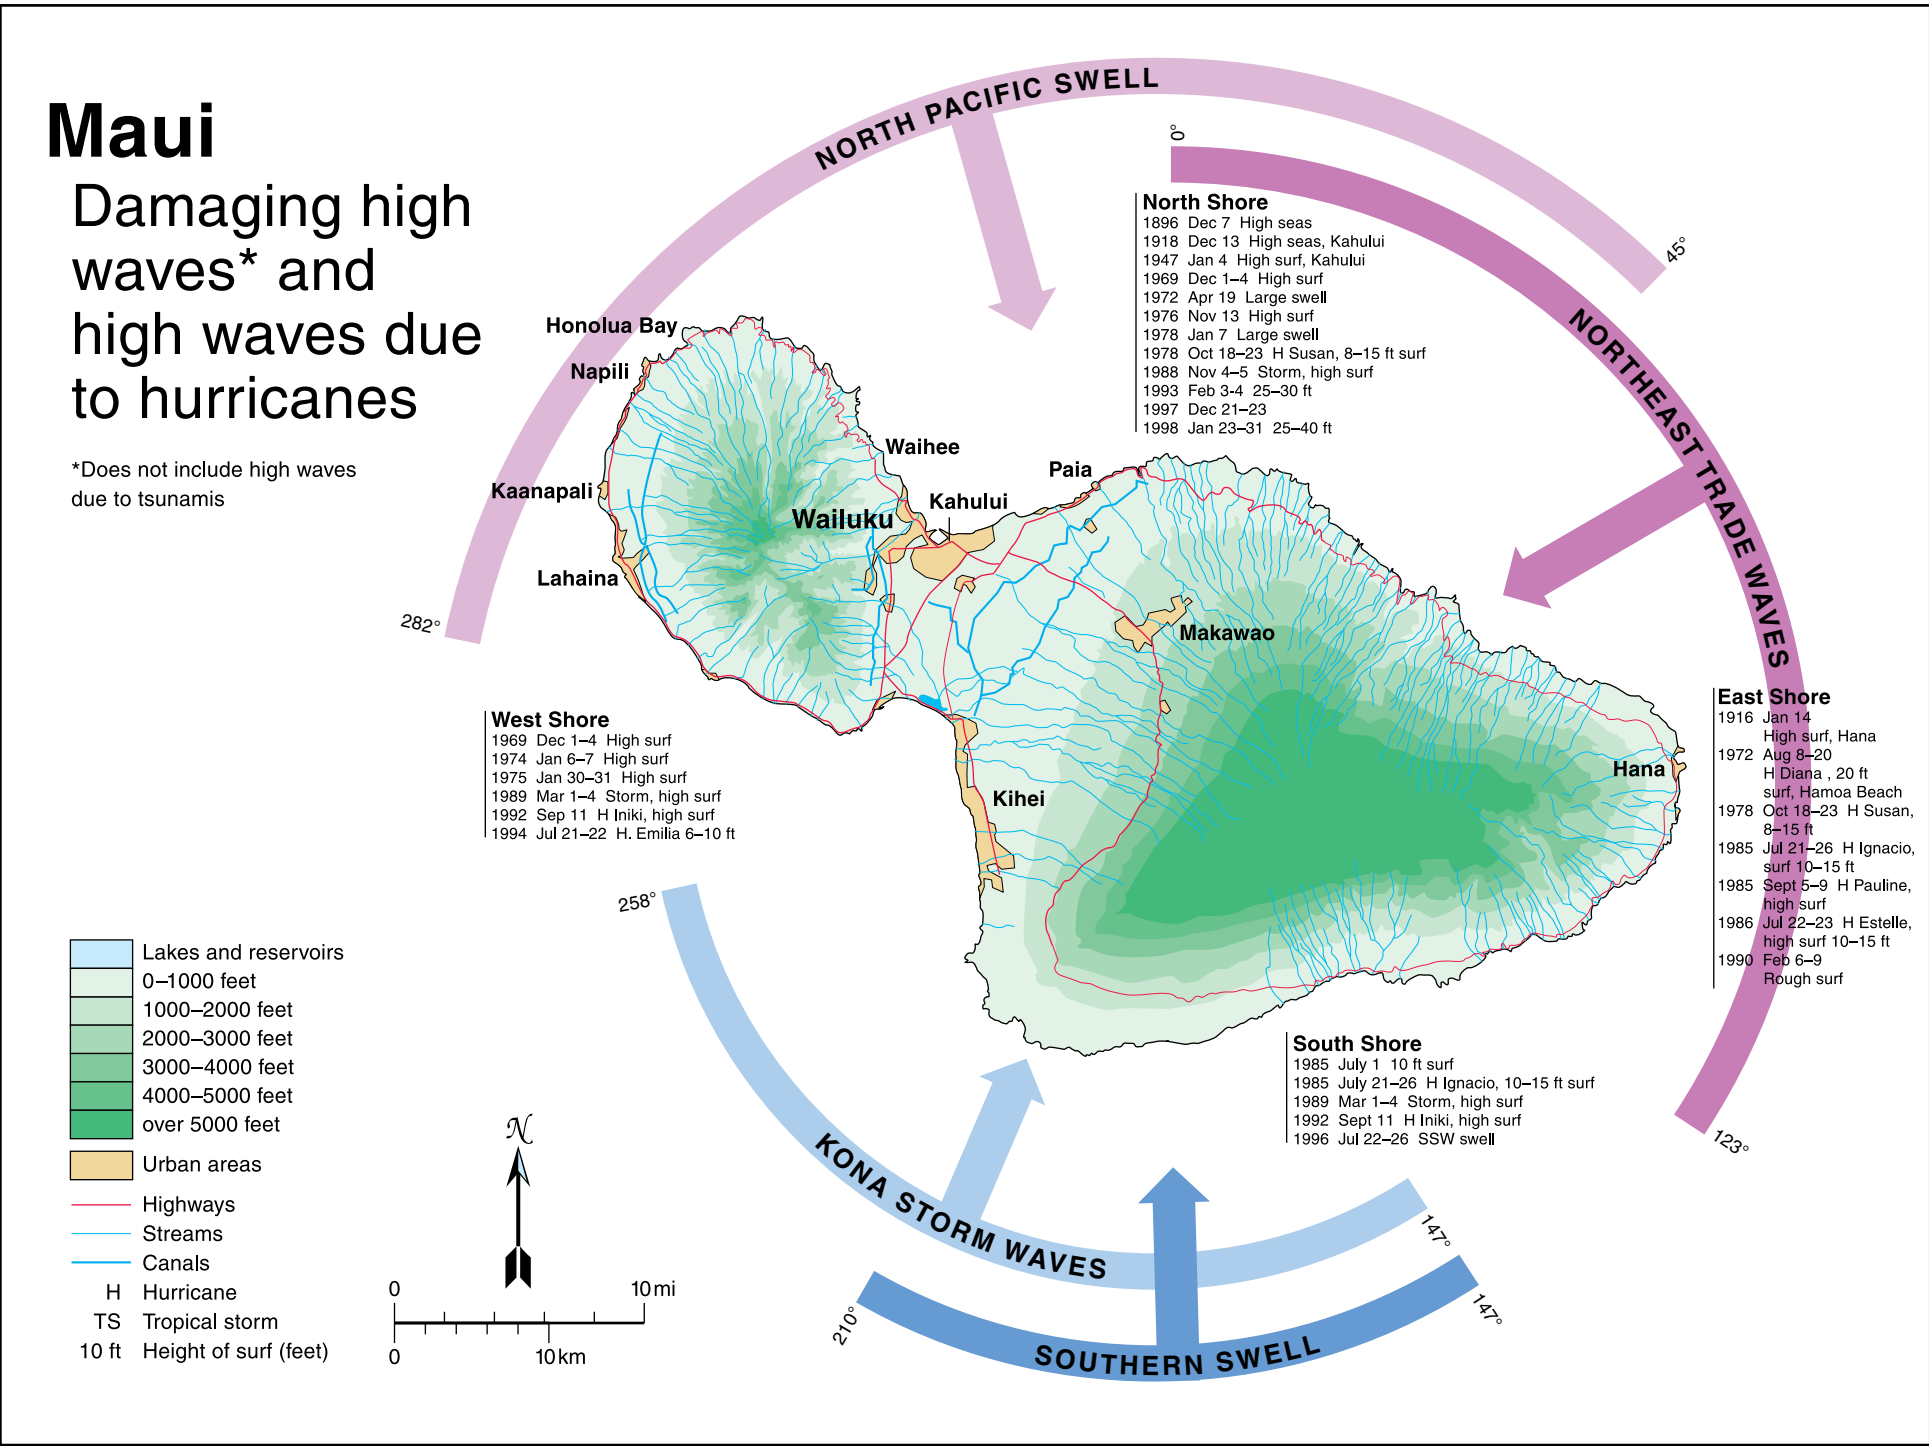 Maui
Damaging high
waves* and
high waves due
to hurricanes
*Does not include high waves
due to tsunamis
NORTH PACIFIC SWELL
0°
45°
282°
NORTHEAST TRADE WAVES
123°
North Shore
1896 Dec 7 High seas
1918 Dec 13 High seas, Kahului
1947 Jan 4 High surf, Kahului
1969 Dec 1–4 High surf
1972 Apr 19 Large swell
1976 Nov 13 High surf
1978 Jan 7 Large swell
1978 Oct 18–23 H Susan, 8–15 ft surf
1988 Nov 4–5 Storm, high surf
1993 Feb 3-4 25–30 ft
1997 Dec 21–23
1998 Jan 23–31 25–40 ft
Honolua Bay
Napili
Waihee
Paia
Kaanapali
Kahului
Wailuku
Lahaina
Makawao
Hana
Kihei
West Shore
1969 Dec 1–4 High surf
1974 Jan 6–7 High surf
1975 Jan 30–31 High surf
1989 Mar 1–4 Storm, high surf
1992 Sep 11 H Iniki, high surf
1994 Jul 21–22 H. Emilia 6–10 ft
East Shore
1916 Jan 14
High surf, Hana
1972 Aug 8–20
H Diana , 20 ft
surf, Hamoa Beach
1978 Oct 18–23 H Susan,
8–15 ft
1985 Jul 21–26 H Ignacio,
surf 10–15 ft
1985 Sept 5–9 H Pauline,
high surf
1986 Jul 22–23 H Estelle,
high surf 10–15 ft
1990 Feb 6–9
Rough surf
South Shore
1985 July 1 10 ft surf
1985 July 21–26 H Ignacio, 10–15 ft surf
1989 Mar 1–4 Storm, high surf
1992 Sept 11 H Iniki, high surf
1996 Jul 22–26 SSW swell
258°
KONA STORM WAVES
147°
210°
SOUTHERN SWELL
147°
Lakes and reservoirs
0–1000 feet
1000–2000 feet
2000–3000 feet
3000–4000 feet
4000–5000 feet
over 5000 feet
Urban areas
Highways
Streams
Canals
H Hurricane
TS Tropical storm
10 ft Height of surf (feet)
N
0 10 mi
0 10 km